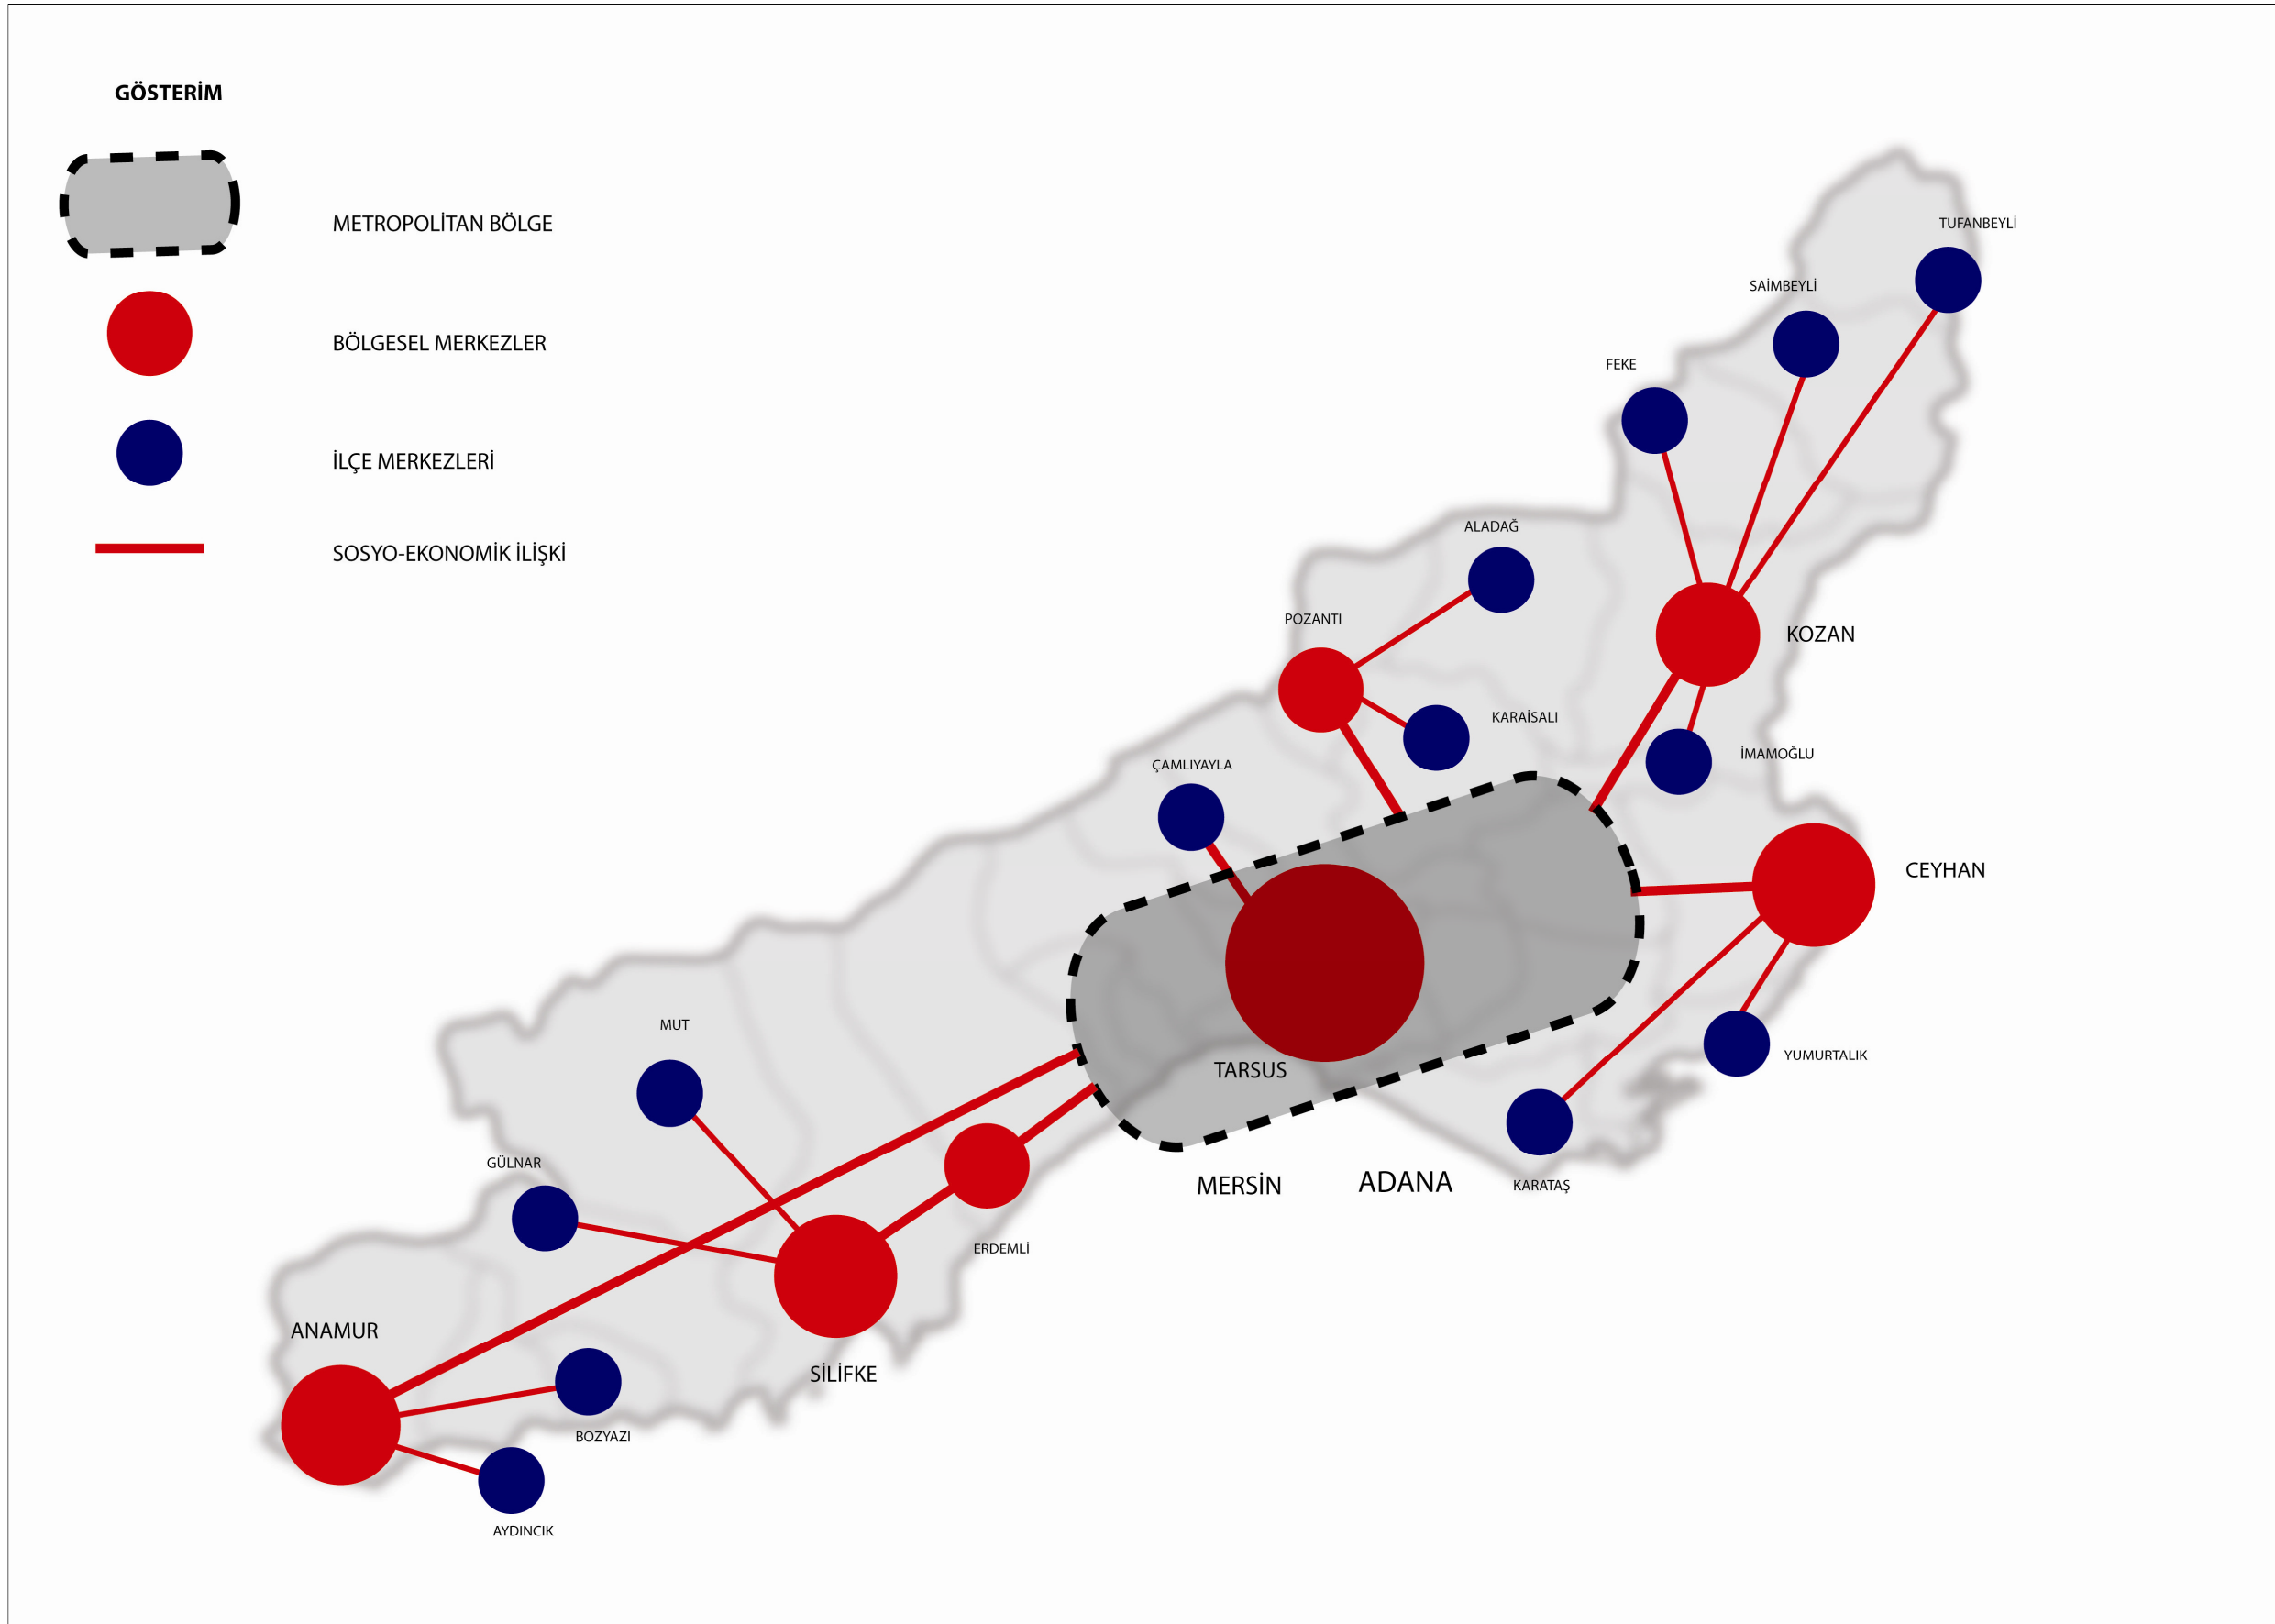 GÖSTERİM
METROPOLİTAN BÖLGE
BÖLGESEL MERKEZLER
İLÇE MERKEZLERİ
SOSYO-EKONOMİK İLİŞKİ
TUFANBEYLİ
SAİMBEYLİ
FEKE
ALADAĞ
POZANTI
KOZAN
KARAİSALI
İMAMOĞLU
ÇAMLIYAYLA
CEYHAN
MUT
YUMURTALIK
TARSUS
GÜLNAR
MERSİN
ADANA
KARATAŞ
ERDEMLİ
ANAMUR
SİLİFKE
BOZYAZI
AYDINCIK